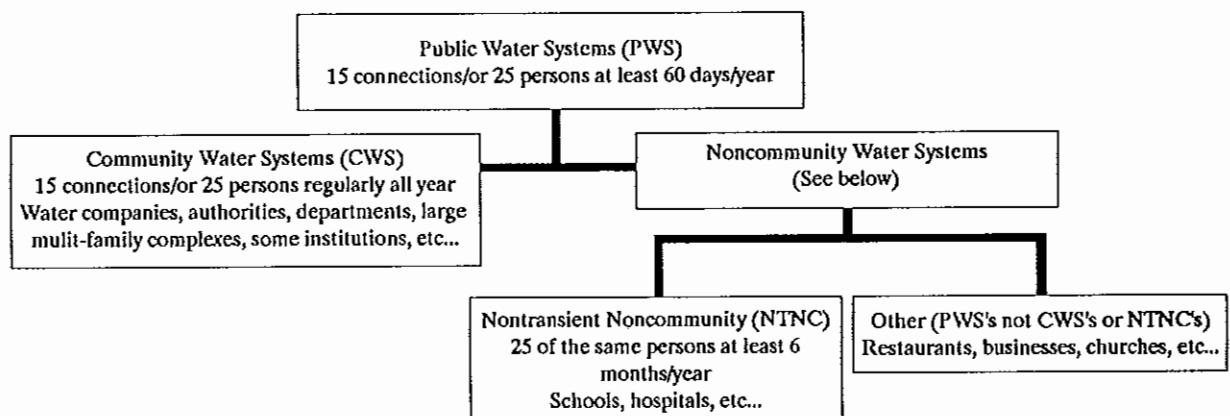 Public Water Systems (PWS)
15 connections/or 25 persons at least 60 days/year
Community Water Systems (CWS)
15 connections/or 25 persons regularly all year
Water companies, authorities, departments, large
mulit-family complexes, some institutions, etc...
Noncommunity Water Systems
(See below)
Nontransient Noncommunity (NTNC)
25 of the same persons at least 6
months/year
Schools, hospitals, etc...
Other (PWS's not CWS's or NTNC's)
Restaurants, businesses, churches, etc...